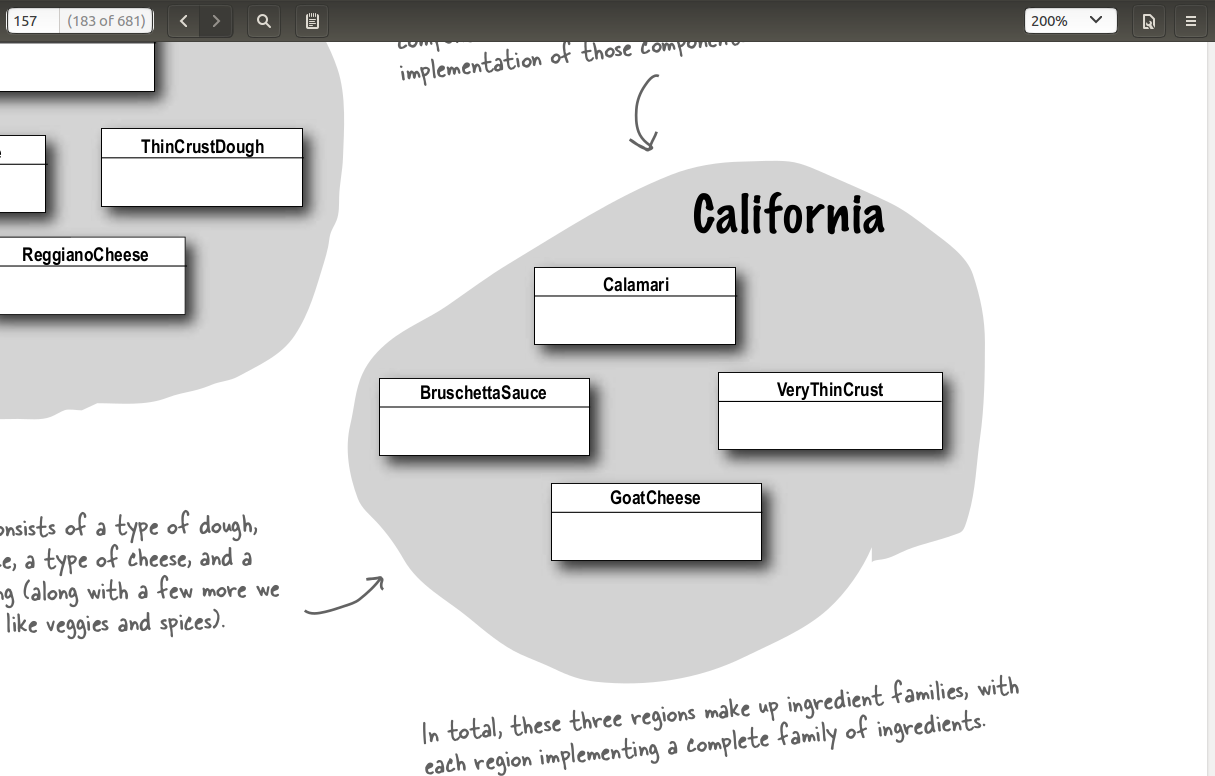 157
(183 of 681)
200%
implementation of those component
ThinCrustDough
ReggianoCheese
California
Calamari
BruschettaSauce
VeryThinCrust
GoatCheese
onsists of a type of dough,
e, a type of cheese, and a
ng (along with a few more we
like veggies and spices).
In total, these three regions make up ingredient families, with
each region implementing a complete family of ingredients.